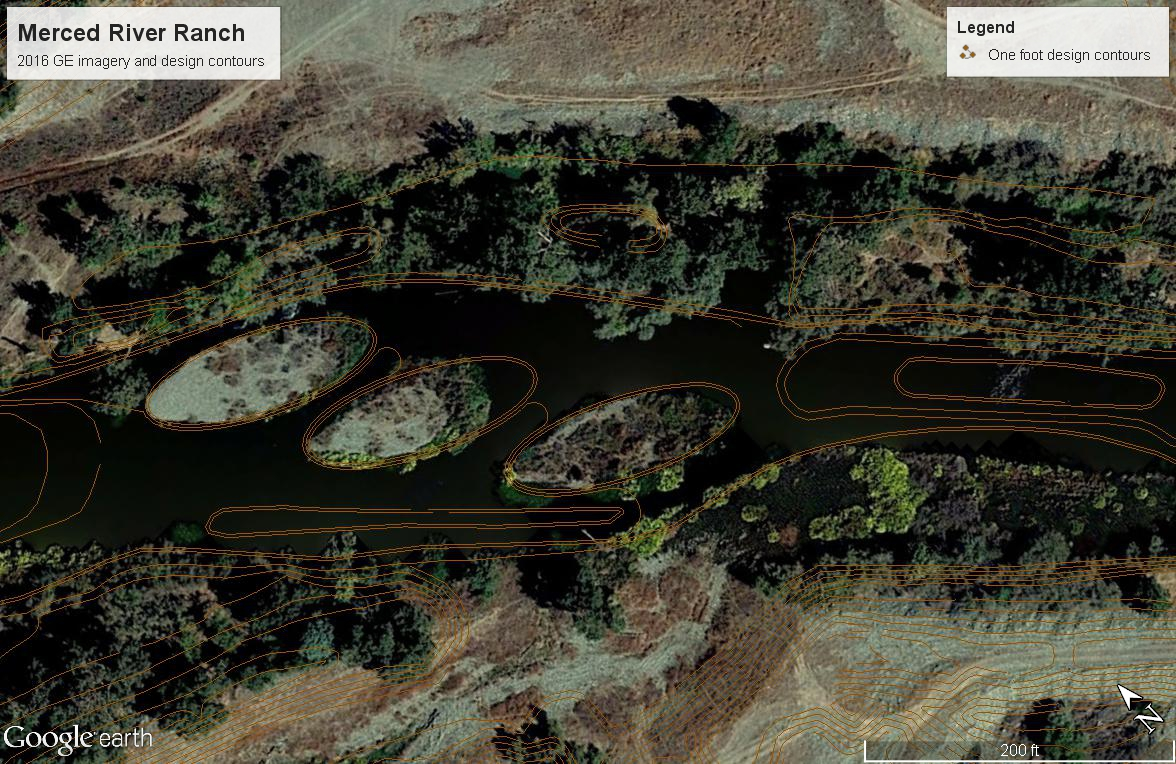 Merced River Ranch
2016 GE imagery and design contours
Legend
One foot design contours
Google earth
N
200 ft